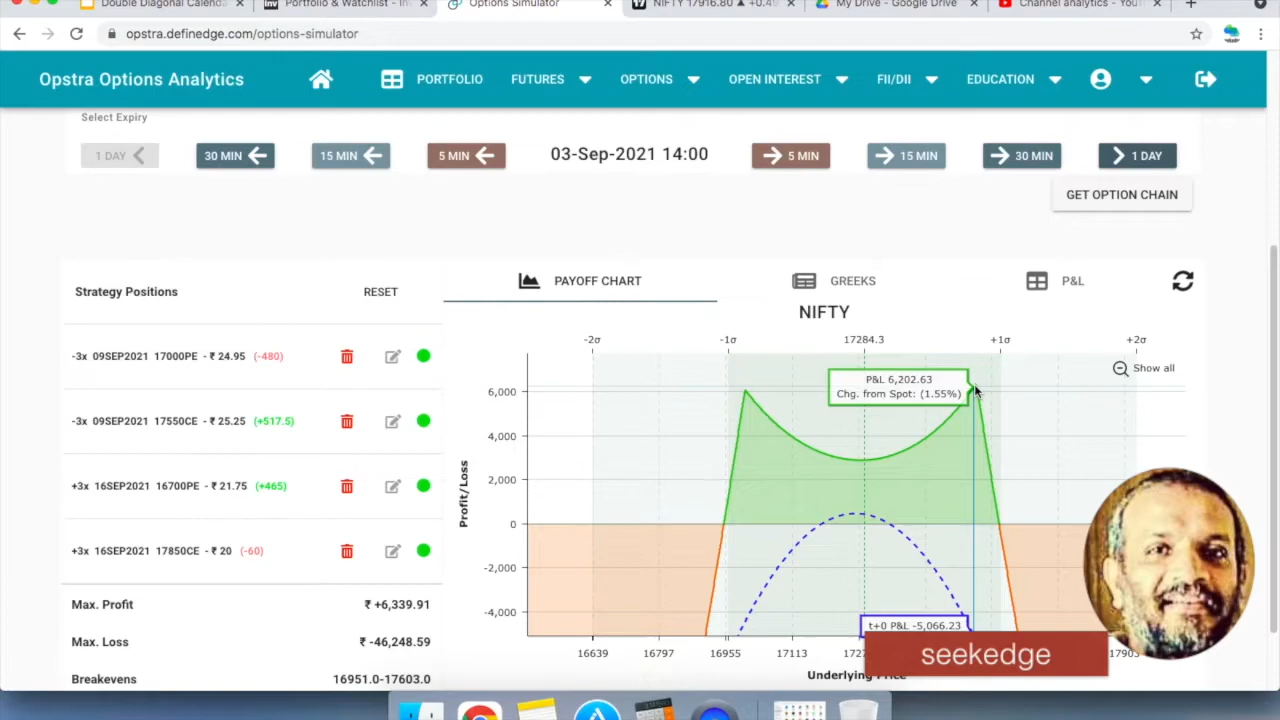 Double Diagonal Calenda
Portfolio & Watchlist - In
Options Simulator
NIFTY 17916.80 ▲ +0.49
My Drive - Google Drive
Channel analytics - YouT
opstra.definedge.com/options-simulator
Opstra Options Analytics
PORTFOLIO
FUTURES
OPTIONS
OPEN INTEREST
FII/DII
EDUCATION
Select Expiry
1 DAY
30 MIN
15 MIN
5 MIN
03-Sep-2021 14:00
5 MIN
15 MIN
30 MIN
1 DAY
GET OPTION CHAIN
Strategy Positions
RESET
PAYOFF CHART
GREEKS
P&L
NIFTY
-2σ
-1σ
17284.3
+1σ
+2σ
Show all
P&L 6,202.63
Chg. from Spot: (1.55%)
-3x 09SEP2021 17000PE - ₹ 24.95 (-480)
-3x 09SEP2021 17550CE - ₹ 25.25 (+517.5)
+3x 16SEP2021 16700PE - ₹ 21.75 (+465)
+3x 16SEP2021 17850CE - ₹ 20 (-60)
Max. Profit
₹ +6,339.91
Max. Loss
₹ -46,248.59
Breakevens
16951.0-17603.0
Profit/Loss
6,000
4,000
2,000
0
-2,000
-4,000
t+0 P&L -5,066.23
16639
16797
16955
17113
Underlying Price
seekedge